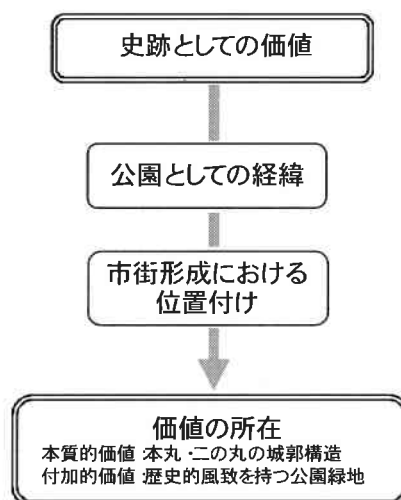 史跡としての価値
公園としての経緯
市街形成における
位置付け
価値の所在
本質的価値:本丸・二の丸の城郭構造
付加的価値:歴史的風致を持つ公園緑地